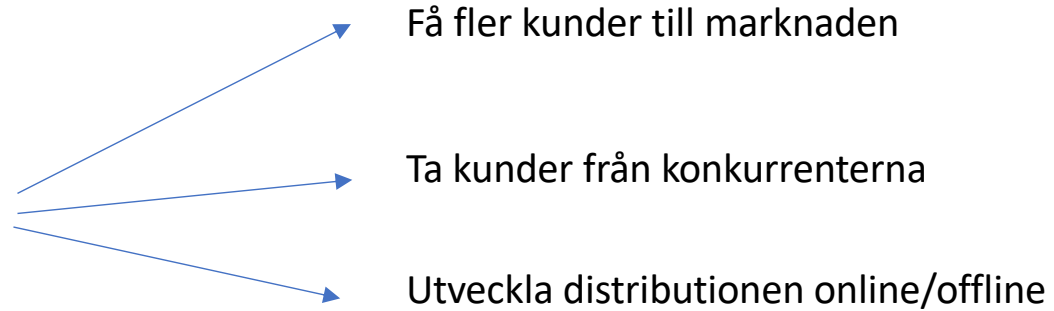 Få fler kunder till marknaden
Ta kunder från konkurrenterna
Utveckla distributionen online/offline